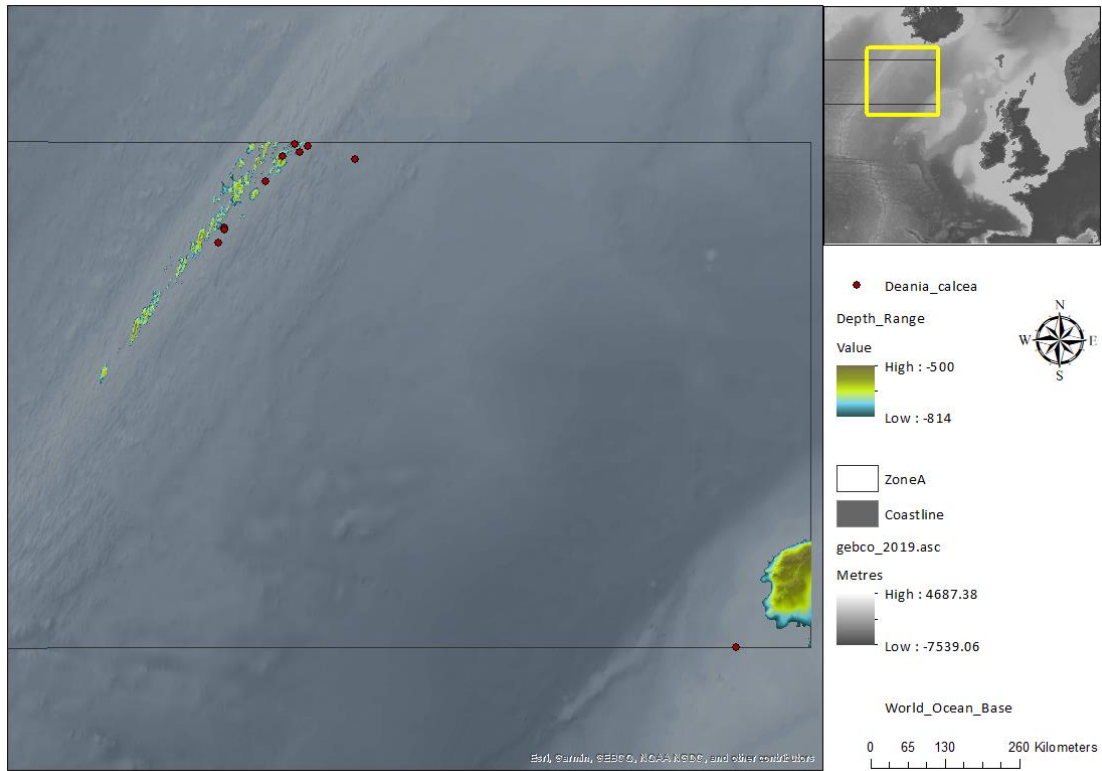 Deania_calcea
Depth_Range
Value
High : -500
Low : -814
ZoneA
Coastline
gebco_2019.asc
Metres
High : 4687.38
Low : -7539.06
World_Ocean_Base
N
W E
S
0 65 130 260 Kilometers
Esri, Garmin, GEBCO, NOAA NGDC, and other contributors